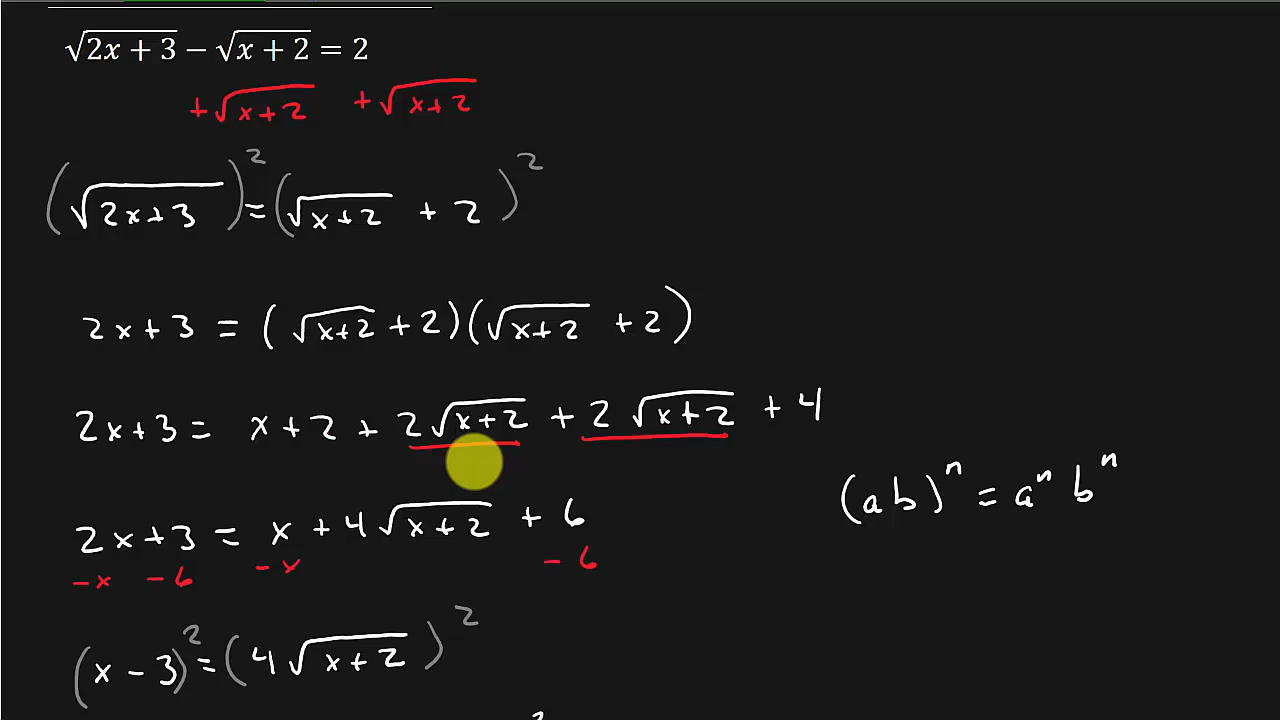 √(2x + 3) − √(x + 2) = 2
+√(x+2) +√(x+2)
(√(2x+3))² = (√(x+2) + 2)²
2x+3 = (√(x+2) + 2)(√(x+2) + 2)
2x+3 = x+2 + 2√(x+2) + 2√(x+2) + 4
(ab)ⁿ = aⁿ bⁿ
2x+3 = x + 4√(x+2) + 6
-x -6 -x -6
(x-3)² = (4√(x+2))²